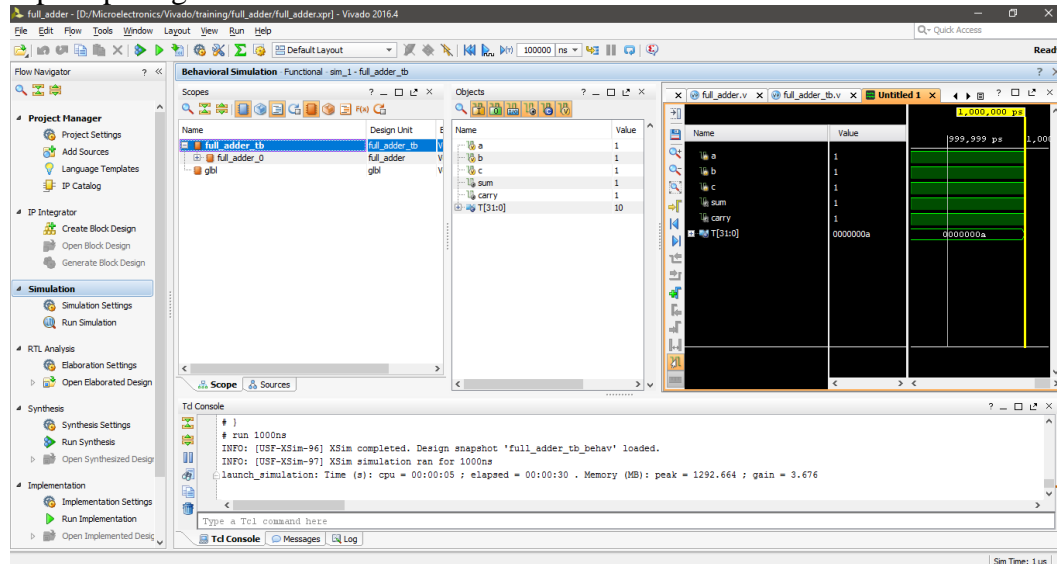 full_adder - [D:/Microelectronics/Vivado/training/full_adder/full_adder.xpr] - Vivado 2016.4
File Edit Flow Tools Window Layout View Run Help
Q- Quick Access
Default Layout
100000 ns
Ready
Flow Navigator ? «
Project Manager
Project Settings
Add Sources
Language Templates
IP Catalog
IP Integrator
Create Block Design
Open Block Design
Generate Block Design
Simulation
Simulation Settings
Run Simulation
RTL Analysis
Elaboration Settings
Open Elaborated Design
Synthesis
Synthesis Settings
Run Synthesis
Open Synthesized Design
Implementation
Implementation Settings
Run Implementation
Open Implemented Desig
Behavioral Simulation - Functional - sim_1 - full_adder_tb
Scopes
F(x)
Name Design Unit
full_adder_tb full_adder_tb V
full_adder_0 full_adder V
glbl glbl V
Scope Sources
Objects
Name Value
a 1
b 1
c 1
sum 1
carry 1
T[31:0] 10
full_adder.v full_adder_tb.v Untitled 1
1,000,000 ps
Name Value 999,999 ps 1,000
a 1
b 1
c 1
sum 1
carry 1
T[31:0] 0000000a 0000000a
Tcl Console
# }
# run 1000ns
INFO: [USF-XSim-96] XSim completed. Design snapshot 'full_adder_tb_behav' loaded.
INFO: [USF-XSim-97] XSim simulation ran for 1000ns
launch_simulation: Time (s): cpu = 00:00:05 ; elapsed = 00:00:30 . Memory (MB): peak = 1292.664 ; gain = 3.676
Type a Tcl command here
Tcl Console Messages Log
Sim Time: 1 us